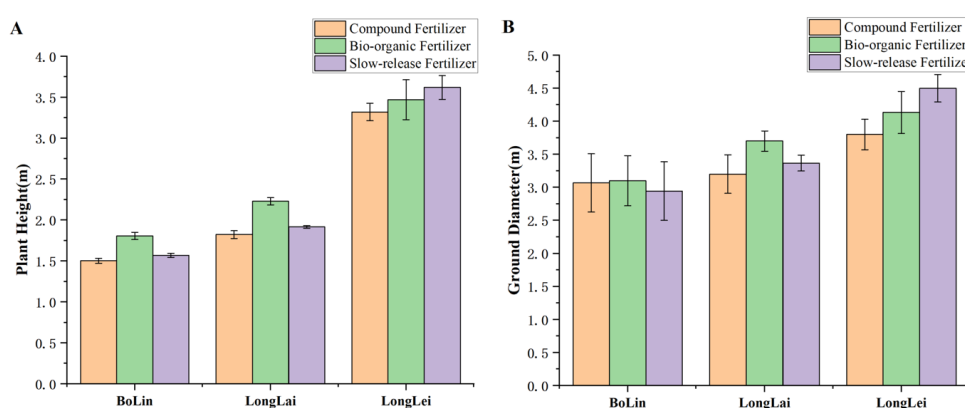 A
Compound Fertilizer
Bio-organic Fertilizer
Slow-release Fertilizer
Plant Height(m)
4. 0
3. 5
3. 0
2. 5
2. 0
1. 5
1. 0
0. 5
0. 0
BoLin
LongLai
LongLei
B
Compound Fertilizer
Bio-organic Fertilizer
Slow-release Fertilizer
Ground Diameter(m)
5. 0
4. 5
4. 0
3. 5
3. 0
2. 5
2. 0
1. 5
1. 0
0. 5
0. 0
BoLin
LongLai
LongLei